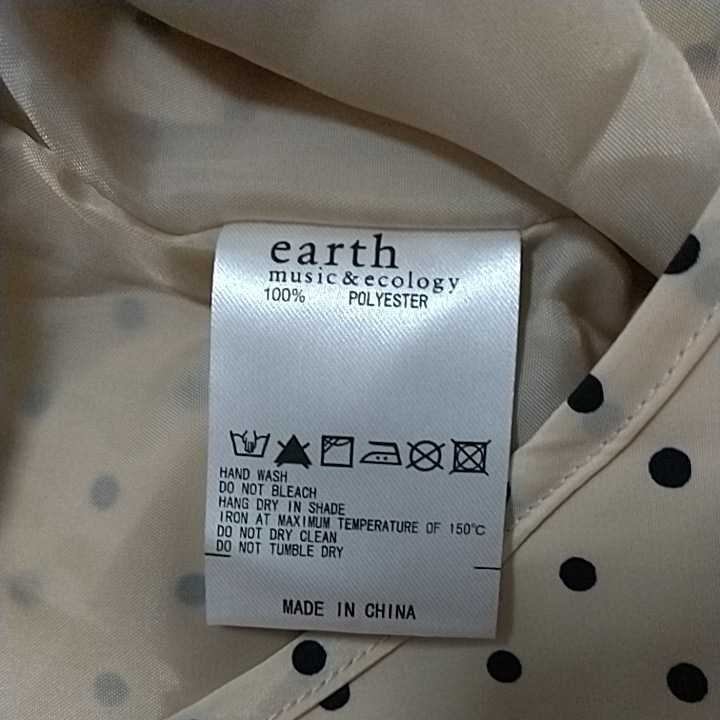 earth
music & ecology
100% POLYESTER
HAND WASH
DO NOT BLEACH
HANG DRY IN SHADE
IRON AT MAXIMUM TEMPERATURE OF 150℃
DO NOT DRY CLEAN
DO NOT TUMBLE DRY
MADE IN CHINA